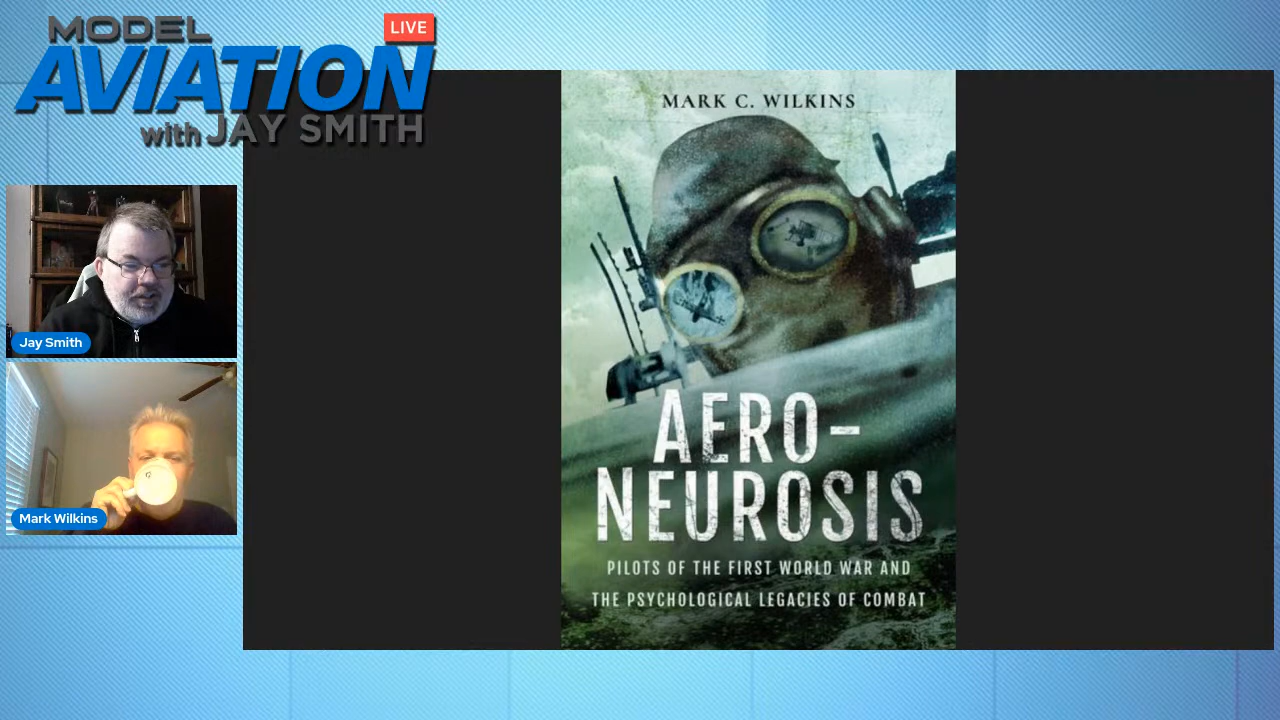 MODEL
LIVE
AVIATION
with JAY SMITH
Jay Smith
Mark Wilkins
MARK C. WILKINS
AERO-
NEUROSIS
PILOTS OF THE FIRST WORLD WAR AND
THE PSYCHOLOGICAL LEGACIES OF COMBAT